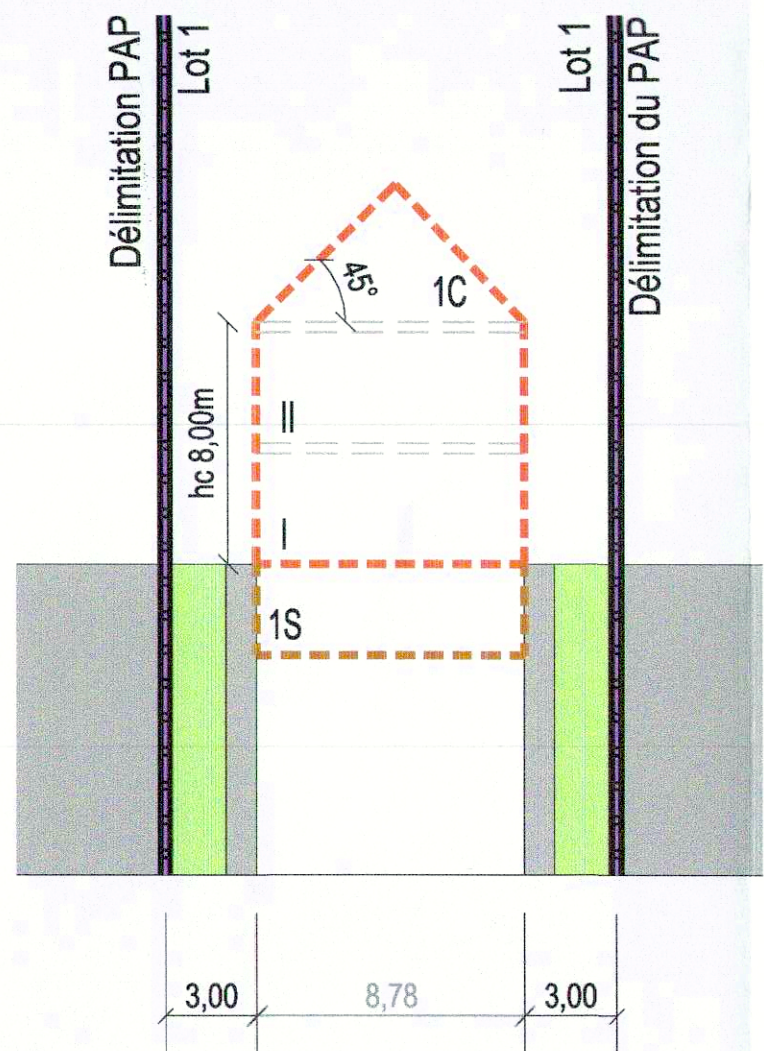 Délimitation PAP
Lot 1
Lot 1
Délimitation du PAP
45°
1C
hc 8,00m
II
I
1S
3,00
8,78
3,00